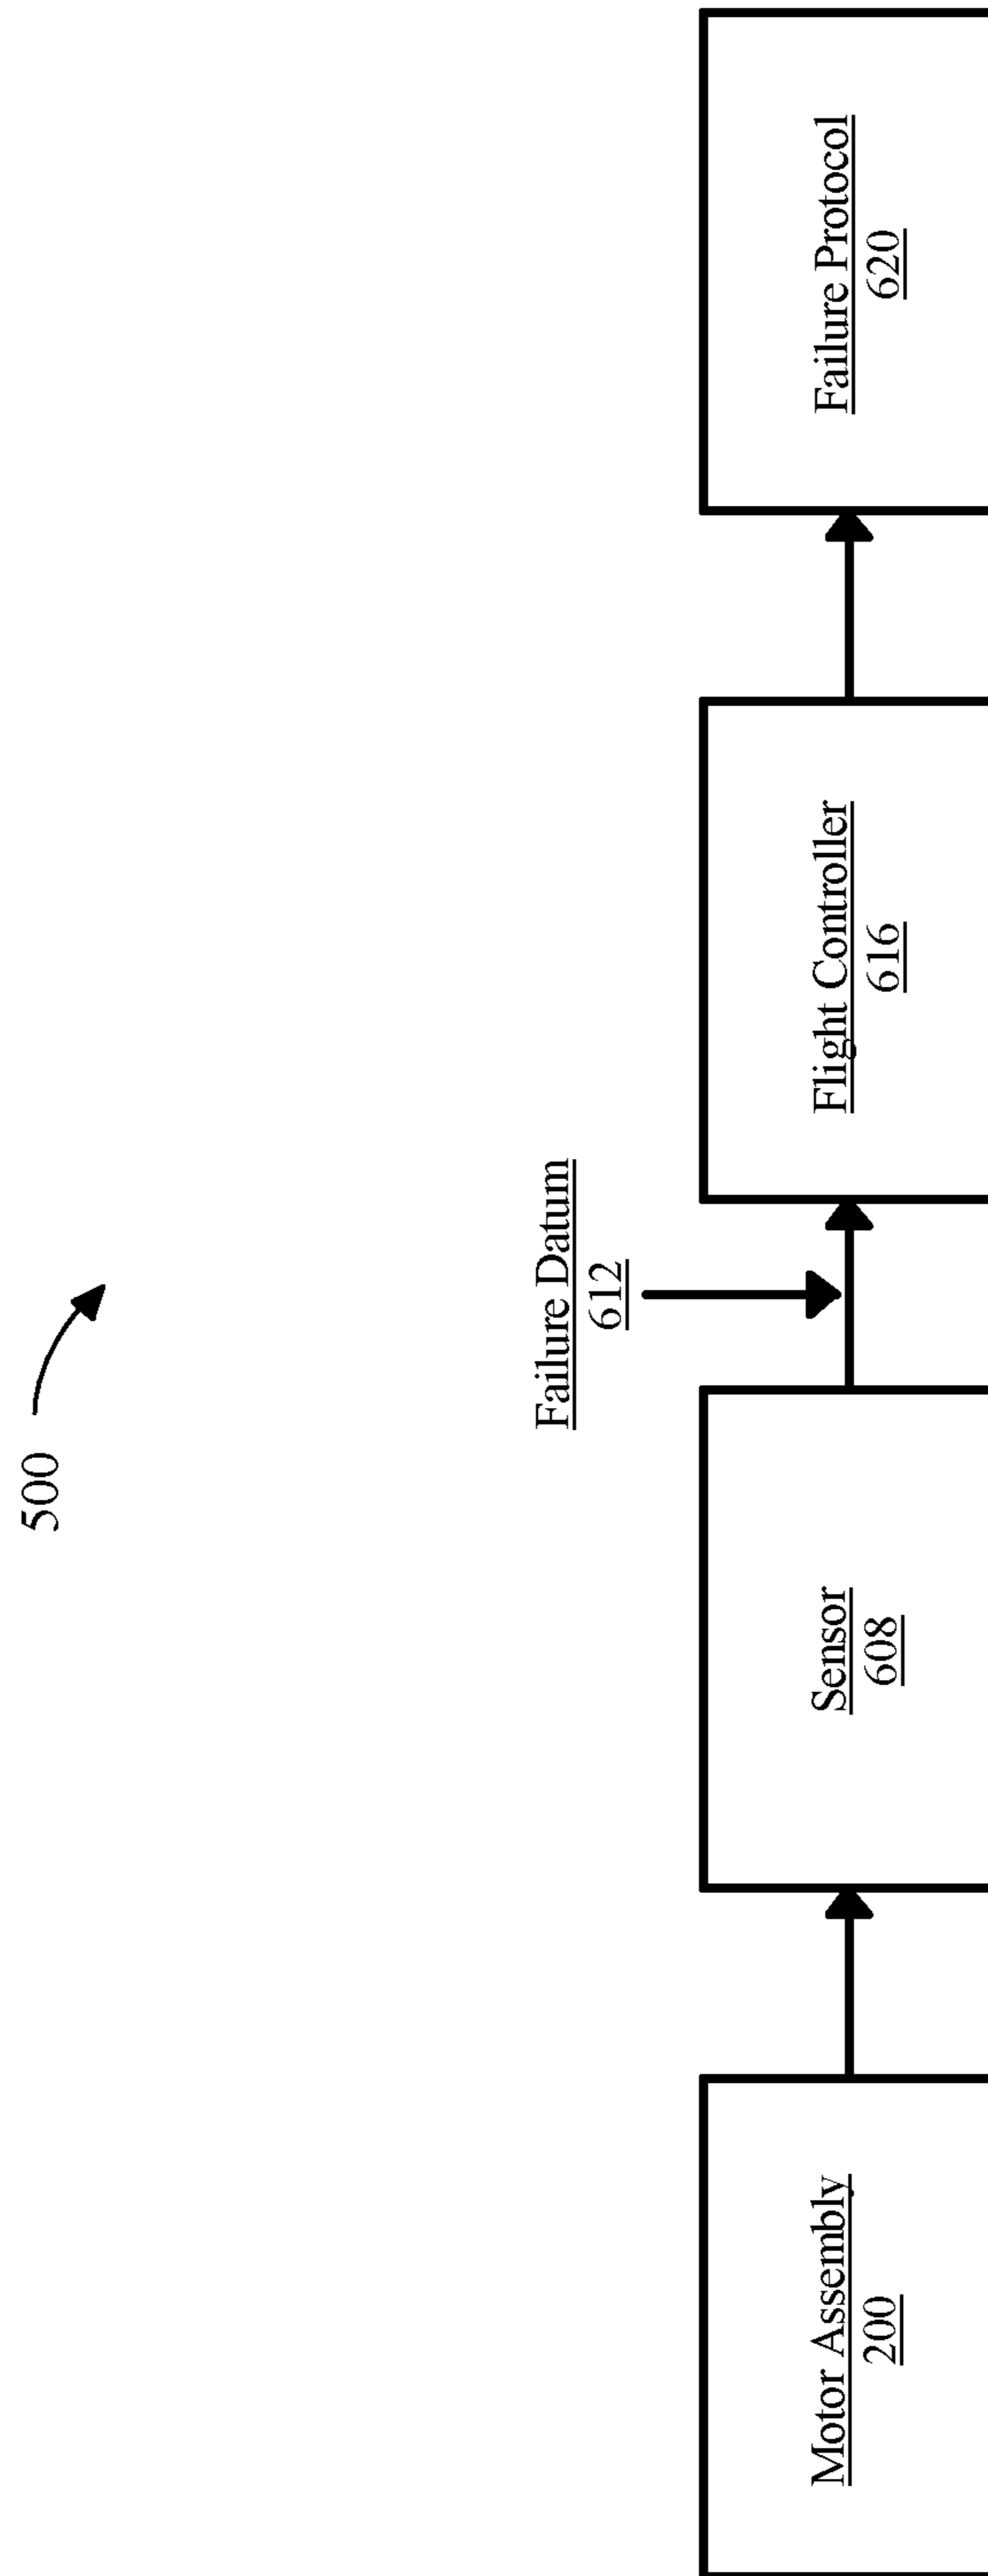 500
Failure Datum
612
Motor Assembly
200
Sensor
608
Flight Controller
616
Failure Protocol
620